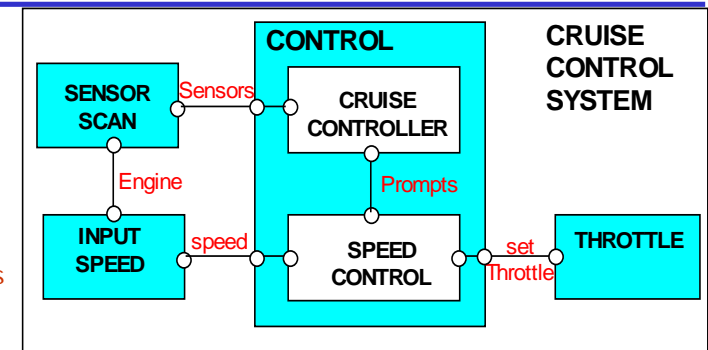 CONTROL
CRUISE
CONTROL
SYSTEM
SENSOR
SCAN
Sensors
CRUISE
CONTROLLER
Engine
Prompts
INPUT
SPEED
speed
SPEED
CONTROL
set
Throttle
THROTTLE
s